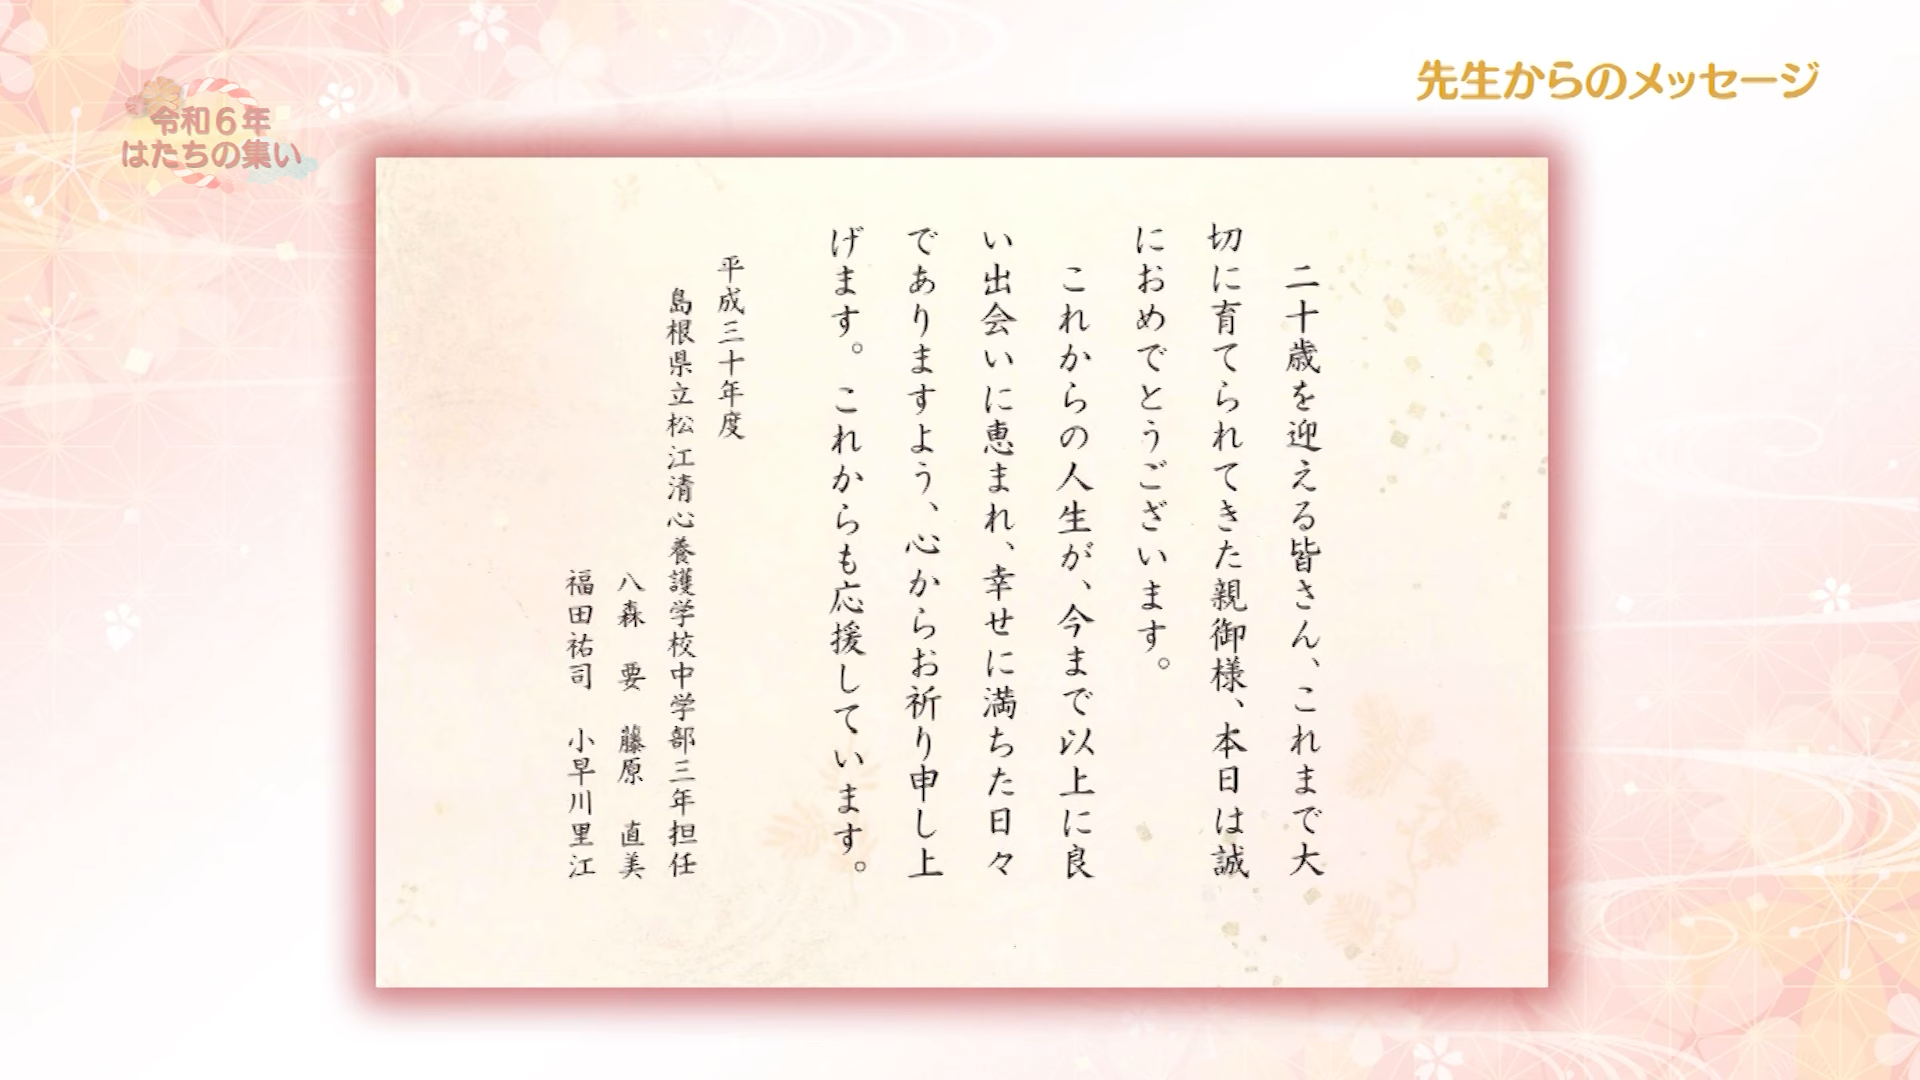 令和6年
はたちの集い
先生からのメッセージ
二十歳を迎える皆さん、これまで大
切に育てられてきた親御様、本日は誠
におめでとうございます。
これからの人生が、今まで以上に良
い出会いに恵まれ、幸せに満ちた日々
でありますよう、心からお祈り申し上
げます。これからも応援しています。
平成三十年度
島根県立松江清心養護学校中学部三年担任
八森 要 藤原 直美
福田祐司 小早川里江